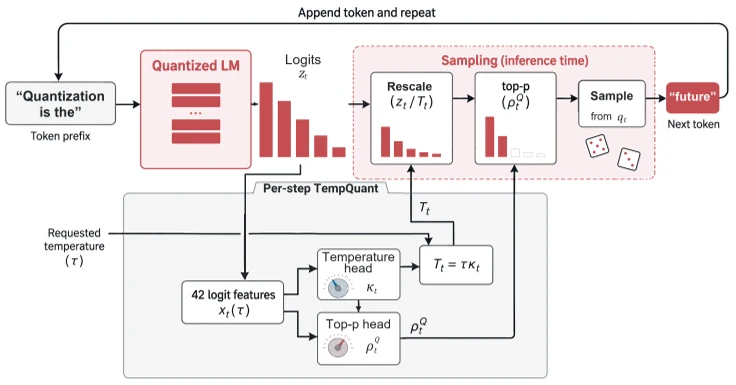 Append token and repeat
“Quantization
is the”
Token prefix
Quantized LM
...
Logits
z_t
Sampling (inference time)
Rescale
(z_t / T_t)
top-p
(ρ_t^Q)
Sample
from q_t
“future”
Next token
Per-step TempQuant
Requested
temperature
(τ)
42 logit features
x_t(τ)
Temperature
head
κ_t
Top-p head
ρ_t^Q
T_t = τκ_t
T_t
ρ_t^Q